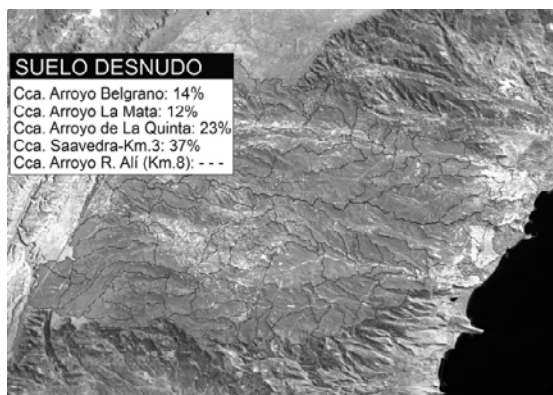 SUELO DESNUDO
Cca. Arroyo Belgrano: 14%
Cca. Arroyo La Mata: 12%
Cca. Arroyo de La Quinta: 23%
Cca. Saavedra-Km.3: 37%
Cca. Arroyo R. Alí (Km.8): - - -